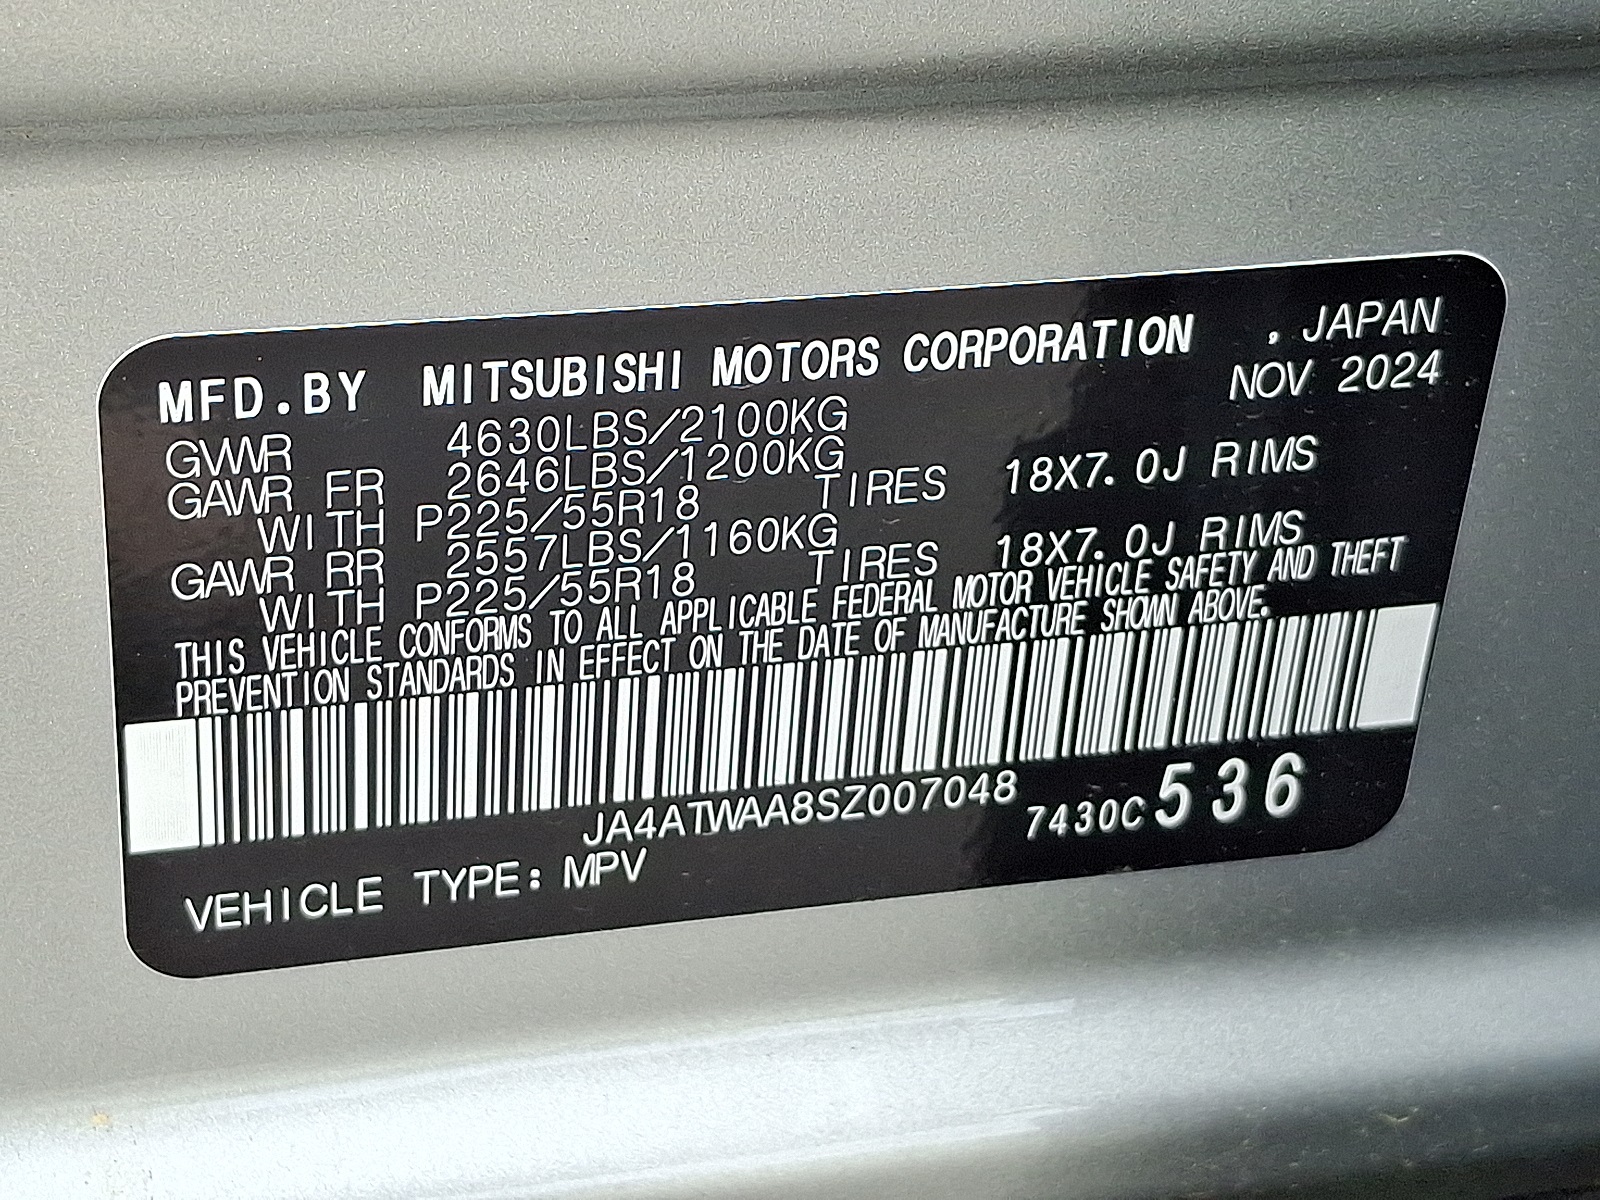 MFD.BY MITSUBISHI MOTORS CORPORATION , JAPAN
NOV 2024
GVWR 4630LBS/2100KG
GAWR FR 2646LBS/1200KG
WITH P225/55R18 TIRES 18X7.0J RIMS
GAWR RR 2557LBS/1160KG
WITH P225/55R18 TIRES 18X7.0J RIMS
THIS VEHICLE CONFORMS TO ALL APPLICABLE FEDERAL MOTOR VEHICLE SAFETY AND THEFT
PREVENTION STANDARDS IN EFFECT ON THE DATE OF MANUFACTURE SHOWN ABOVE.
JA4ATWAA8SZ007048 7430C 536
VEHICLE TYPE: MPV